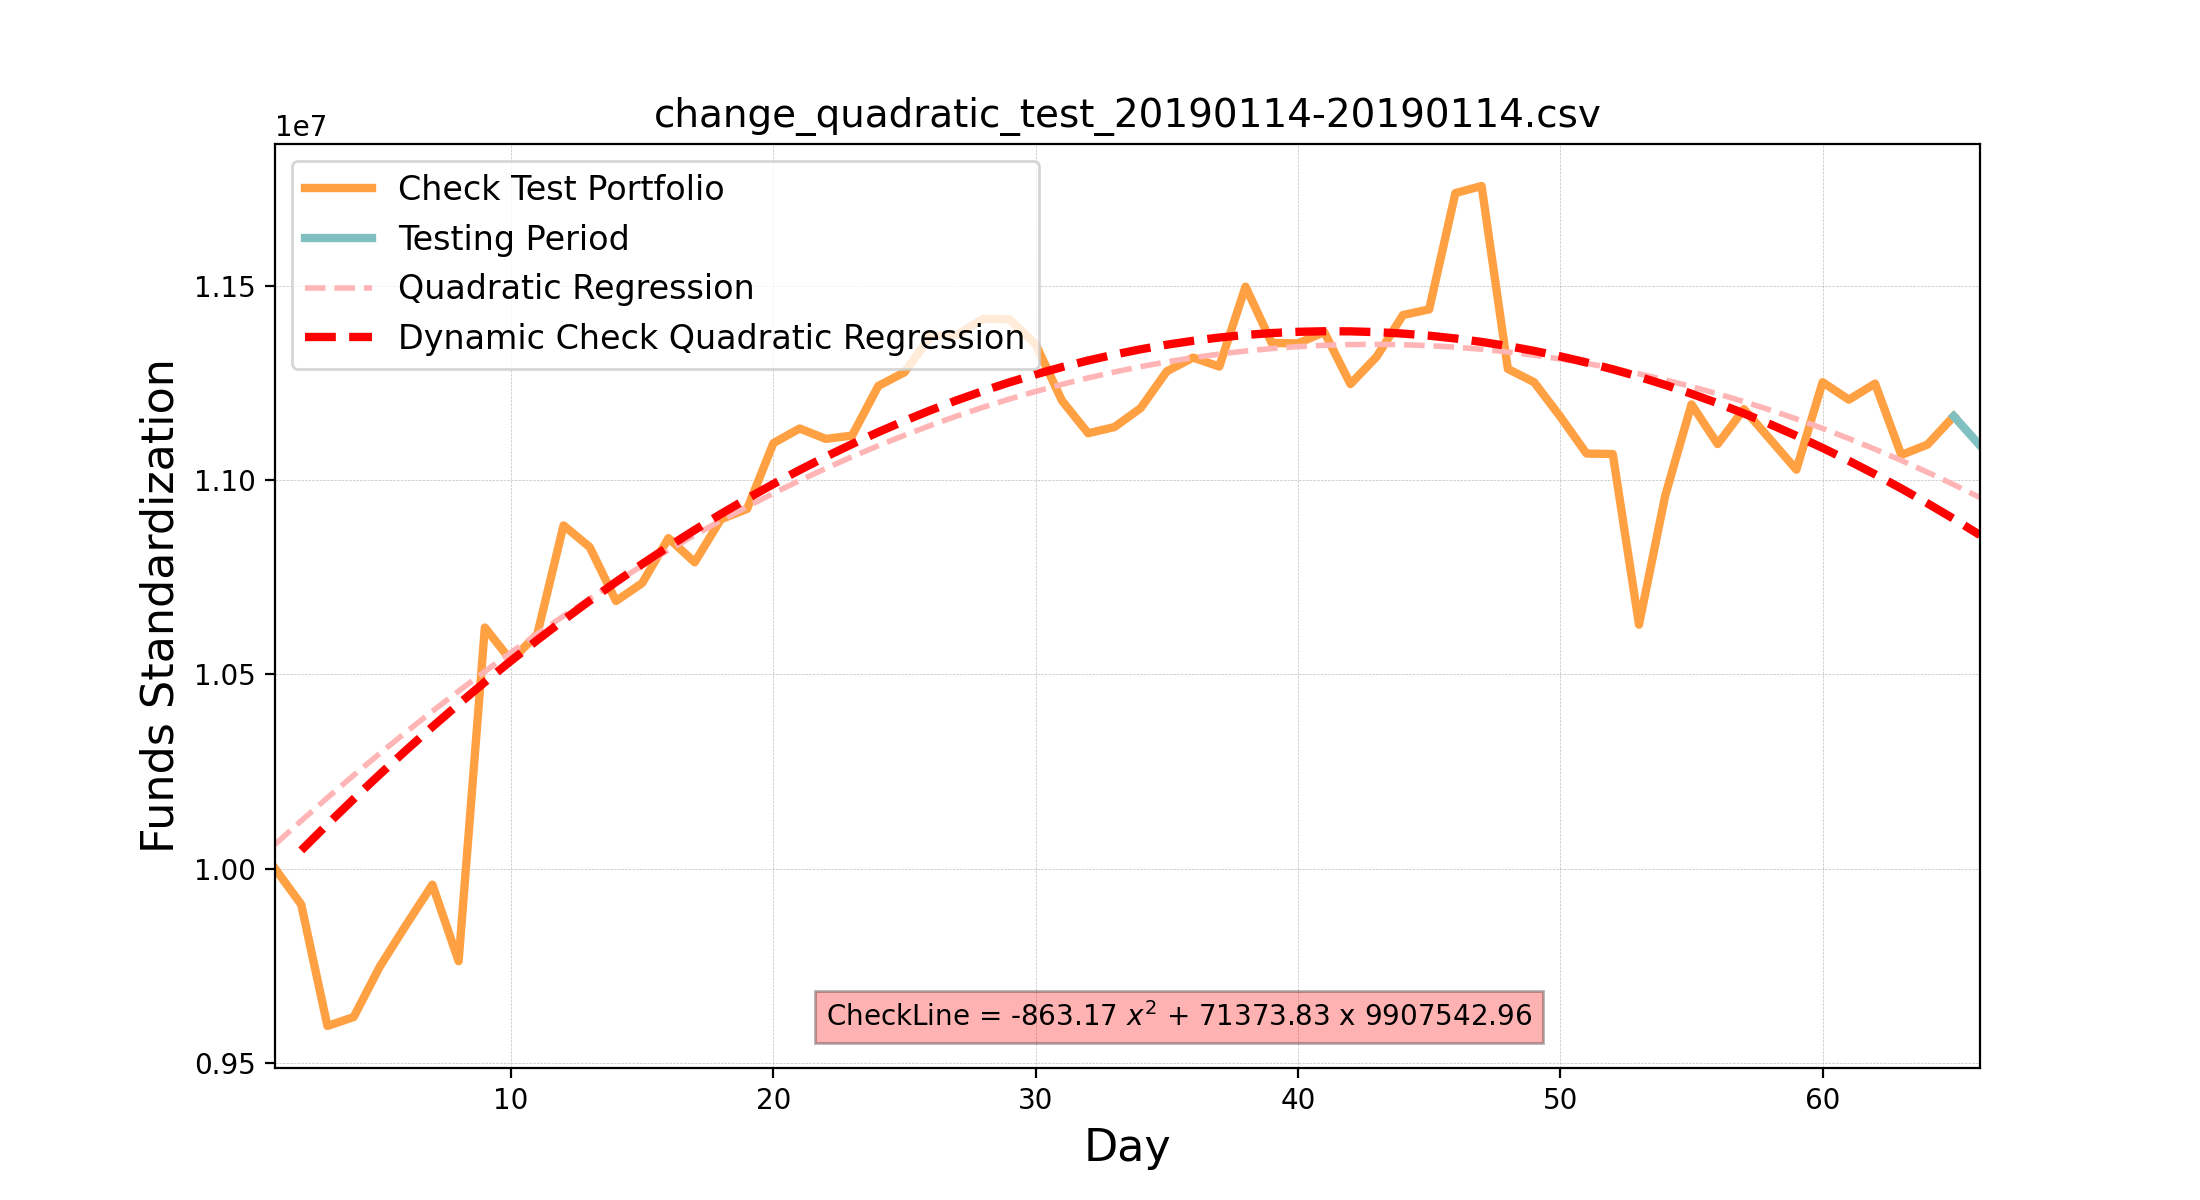 change_quadratic_test_20190114-20190114.csv
1e7
Check Test Portfolio
Testing Period
Quadratic Regression
Dynamic Check Quadratic Regression
1.15
1.10
1.05
1.00
0.95
Funds Standardization
CheckLine = -863.17 x² + 71373.83 x 9907542.96
10 20 30 40 50 60
Day